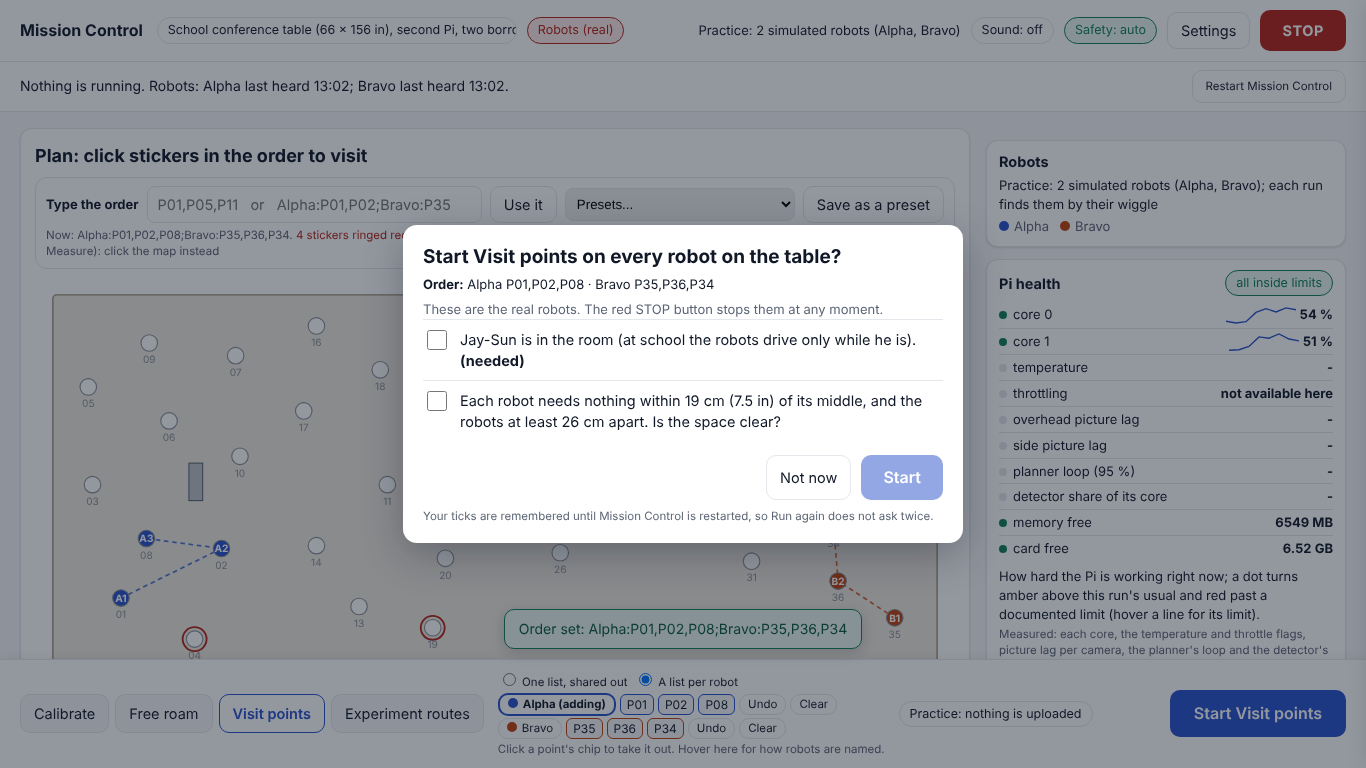 Mission Control
School conference table (66 × 156 in), second Pi, two borro
Robots (real)
Practice: 2 simulated robots (Alpha, Bravo)
Sound: off
Safety: auto
Settings
STOP
Nothing is running. Robots: Alpha last heard 13:02; Bravo last heard 13:02.
Restart Mission Control
Plan: click stickers in the order to visit
Type the order
P01,P05,P11 or Alpha:P01,P02;Bravo:P35
Use it
Presets...
Save as a preset
Now: Alpha:P01,P02,P08;Bravo:P35,P36,P34. 4 stickers ringed re
Measure): click the map instead
Start Visit points on every robot on the table?
Order: Alpha P01,P02,P08 · Bravo P35,P36,P34
These are the real robots. The red STOP button stops them at any moment.
Jay-Sun is in the room (at school the robots drive only while he is).
(needed)
Each robot needs nothing within 19 cm (7.5 in) of its middle, and the
robots at least 26 cm apart. Is the space clear?
Not now
Start
Your ticks are remembered until Mission Control is restarted, so Run again does not ask twice.
16
09
07
18
05
17
06
10
03
11
A3
08
A2
02
14
20
26
31
B2
36
A1
01
13
B1
35
04
19
Order set: Alpha:P01,P02,P08;Bravo:P35,P36,P34
Robots
Practice: 2 simulated robots (Alpha, Bravo); each run
finds them by their wiggle
Alpha
Bravo
Pi health
all inside limits
core 0
54 %
core 1
51 %
temperature
-
throttling
not available here
overhead picture lag
-
side picture lag
-
planner loop (95 %)
-
detector share of its core
-
memory free
6549 MB
card free
6.52 GB
How hard the Pi is working right now; a dot turns
amber above this run's usual and red past a
documented limit (hover a line for its limit).
Measured: each core, the temperature and throttle flags,
picture lag per camera, the planner's loop and the detector's
Calibrate
Free roam
Visit points
Experiment routes
One list, shared out
A list per robot
Alpha (adding)
P01
P02
P08
Undo
Clear
Bravo
P35
P36
P34
Undo
Clear
Click a point's chip to take it out. Hover here for how robots are named.
Practice: nothing is uploaded
Start Visit points